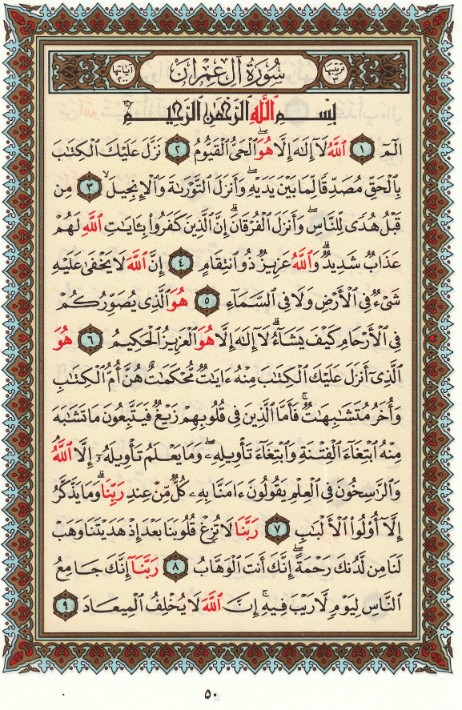 ترتيبها ٣ سُورَةُ آلِ عِمْرَانَ آياتها ٢٠٠
بِسْمِ ٱللَّهِ ٱلرَّحْمَٰنِ ٱلرَّحِيمِ
الٓمٓ ١ ٱللَّهُ لَآ إِلَٰهَ إِلَّا هُوَ ٱلْحَىُّ ٱلْقَيُّومُ ٢ نَزَّلَ عَلَيْكَ ٱلْكِتَٰبَ
بِٱلْحَقِّ مُصَدِّقًا لِّمَا بَيْنَ يَدَيْهِ وَأَنزَلَ ٱلتَّوْرَىٰةَ وَٱلْإِنجِيلَ ٣ مِن
قَبْلُ هُدًى لِّلنَّاسِ وَأَنزَلَ ٱلْفُرْقَانَ إِنَّ ٱلَّذِينَ كَفَرُوا۟ بِـَٔايَٰتِ ٱللَّهِ لَهُمْ
عَذَابٌ شَدِيدٌ وَٱللَّهُ عَزِيزٌ ذُو ٱنتِقَامٍ ٤ إِنَّ ٱللَّهَ لَا يَخْفَىٰ عَلَيْهِ
شَىْءٌ فِى ٱلْأَرْضِ وَلَا فِى ٱلسَّمَآءِ ٥ هُوَ ٱلَّذِى يُصَوِّرُكُمْ
فِى ٱلْأَرْحَامِ كَيْفَ يَشَآءُ لَآ إِلَٰهَ إِلَّا هُوَ ٱلْعَزِيزُ ٱلْحَكِيمُ ٦ هُوَ
ٱلَّذِىٓ أَنزَلَ عَلَيْكَ ٱلْكِتَٰبَ مِنْهُ ءَايَٰتٌ مُّحْكَمَٰتٌ هُنَّ أُمُّ ٱلْكِتَٰبِ
وَأُخَرُ مُتَشَٰبِهَٰتٌ فَأَمَّا ٱلَّذِينَ فِى قُلُوبِهِمْ زَيْغٌ فَيَتَّبِعُونَ مَا تَشَٰبَهَ
مِنْهُ ٱبْتِغَآءَ ٱلْفِتْنَةِ وَٱبْتِغَآءَ تَأْوِيلِهِۦ وَمَا يَعْلَمُ تَأْوِيلَهُۥٓ إِلَّا ٱللَّهُ
وَٱلرَّٰسِخُونَ فِى ٱلْعِلْمِ يَقُولُونَ ءَامَنَّا بِهِۦ كُلٌّ مِّنْ عِندِ رَبِّنَا وَمَا يَذَّكَّرُ
إِلَّآ أُو۟لُوا۟ ٱلْأَلْبَٰبِ ٧ رَبَّنَا لَا تُزِغْ قُلُوبَنَا بَعْدَ إِذْ هَدَيْتَنَا وَهَبْ
لَنَا مِن لَّدُنكَ رَحْمَةً إِنَّكَ أَنتَ ٱلْوَهَّابُ ٨ رَبَّنَآ إِنَّكَ جَامِعُ
ٱلنَّاسِ لِيَوْمٍ لَّا رَيْبَ فِيهِ إِنَّ ٱللَّهَ لَا يُخْلِفُ ٱلْمِيعَادَ ٩
٥٠